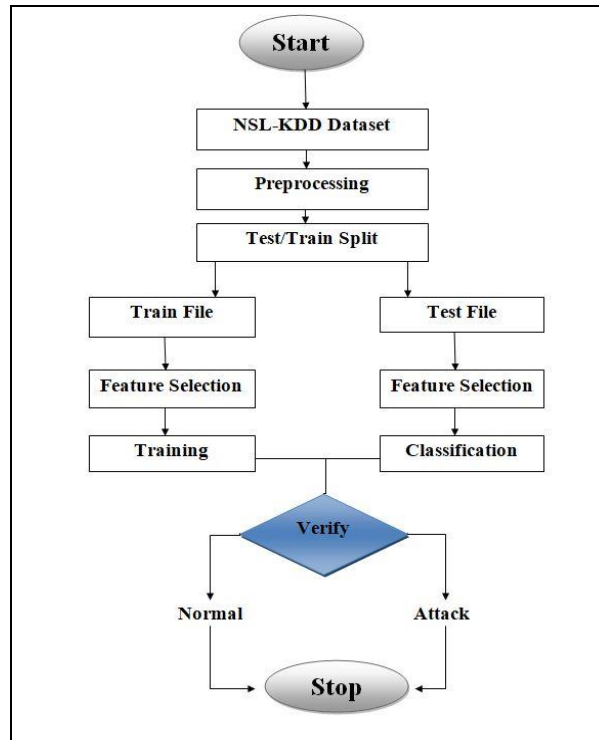 Start
NSL-KDD Dataset
Preprocessing
Test/Train Split
Train File
Test File
Feature Selection
Feature Selection
Training
Classification
Verify
Normal
Attack
Stop